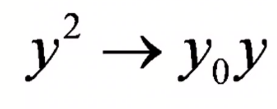 y² → y₀y